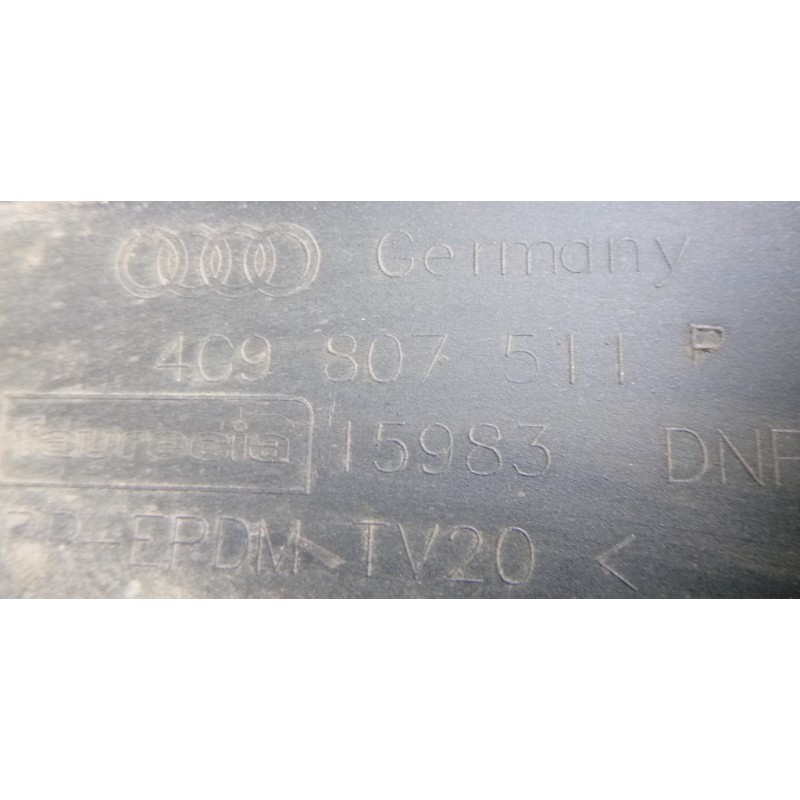 Germany
4G9 807 511 P
faurecia 15983 DNF
PP-EPDM-TV20 <